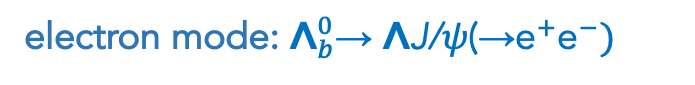 electron mode: Λ⁰_b→ ΛJ/ψ(→e⁺e⁻)